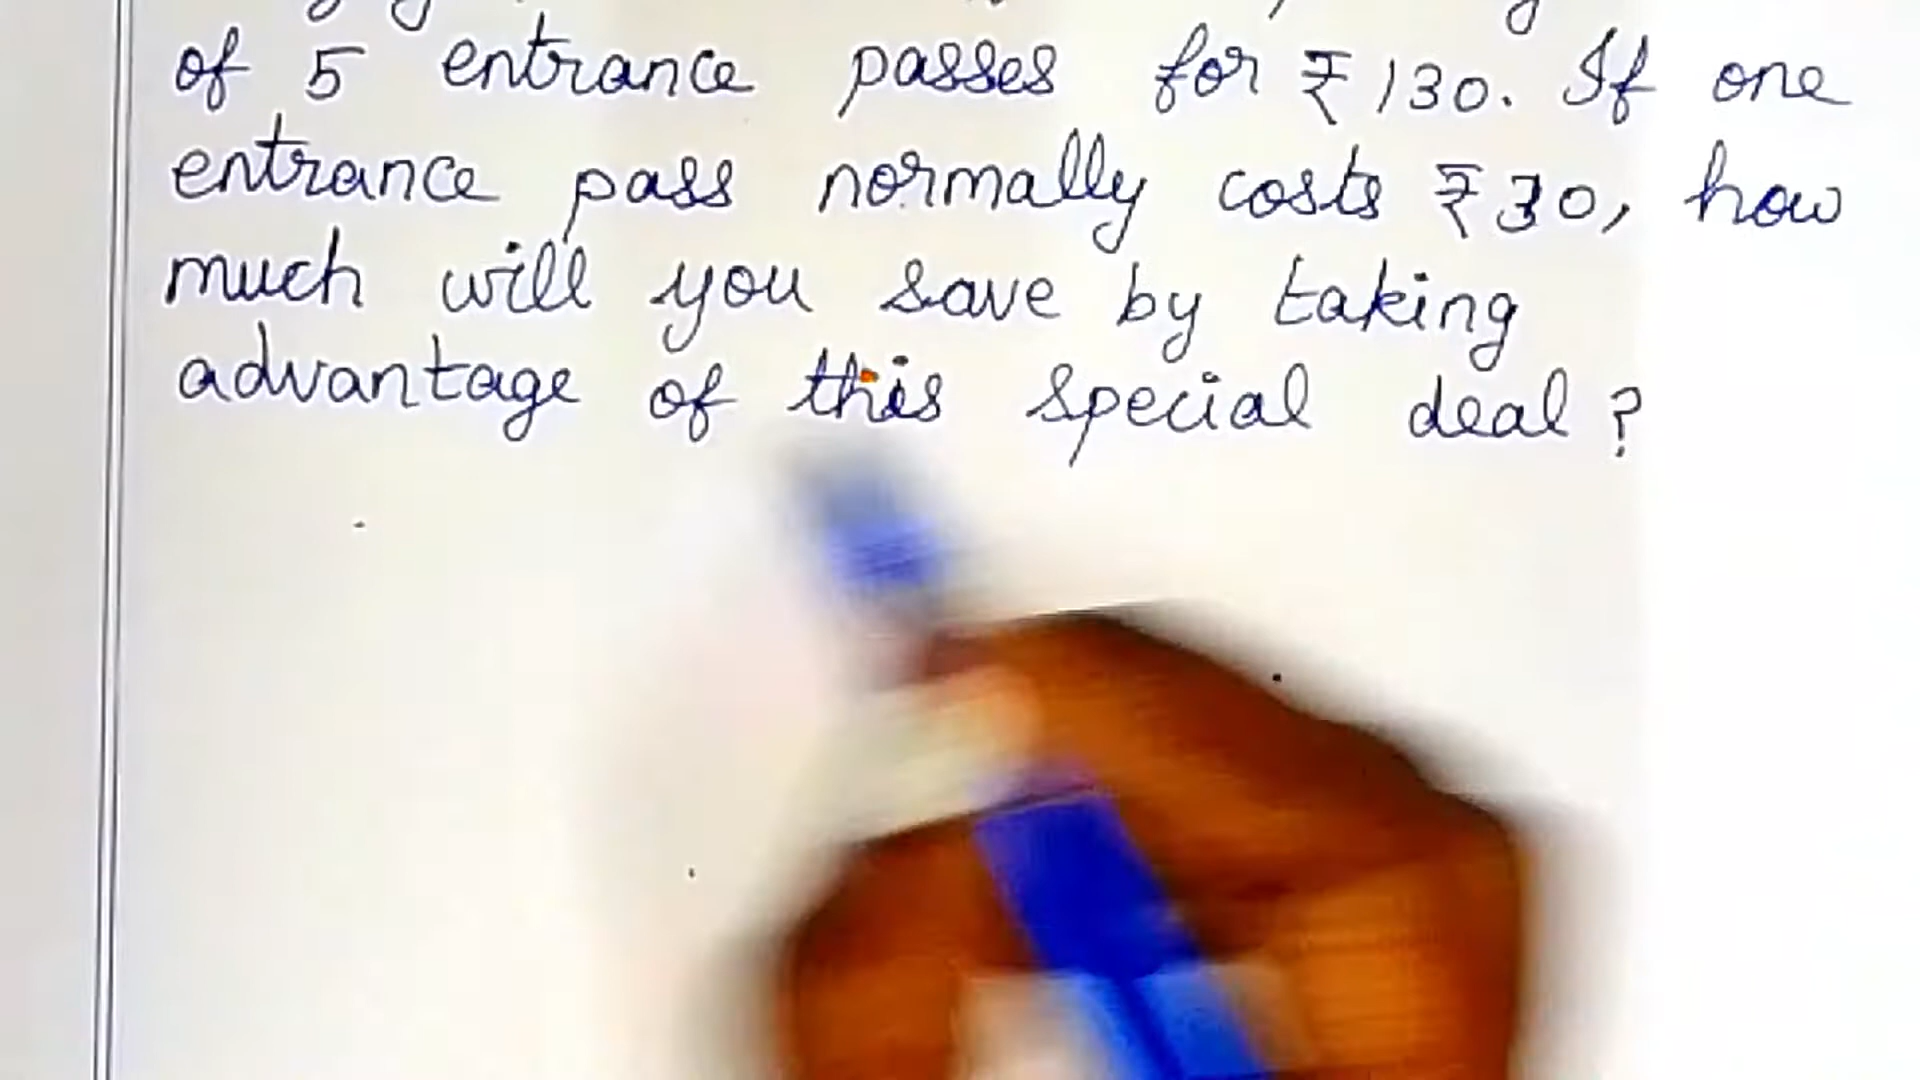 of 5 entrance passes for ₹130. If one
entrance pass normally costs ₹30, how
much will you save by taking
advantage of this special deal?